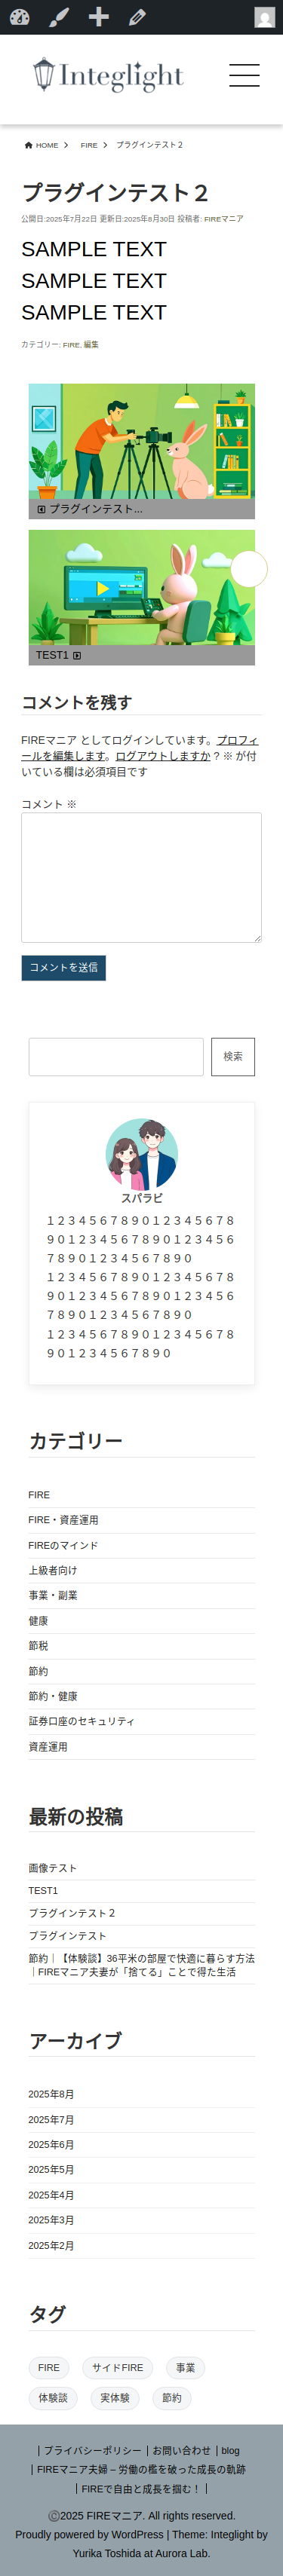 Integlight
HOME
FIRE
プラグインテスト２
プラグインテスト２
公開日:2025年7月22日 更新日:2025年8月30日 投稿者: FIREマニア
SAMPLE TEXT
SAMPLE TEXT
SAMPLE TEXT
カテゴリー: FIRE, 編集
プラグインテスト...
TEST1
コメントを残す
FIREマニア としてログインしています。プロフィ
ールを編集します。ログアウトしますか ? ※ が付
いている欄は必須項目です
コメント ※
コメントを送信
検索
スパラビ
１２３４５６７８９０１２３４５６７８
９０１２３４５６７８９０１２３４５６
７８９０１２３４５６７８９０
１２３４５６７８９０１２３４５６７８
９０１２３４５６７８９０１２３４５６
７８９０１２３４５６７８９０
１２３４５６７８９０１２３４５６７８
９０１２３４５６７８９０
カテゴリー
FIRE
FIRE・資産運用
FIREのマインド
上級者向け
事業・副業
健康
節税
節約
節約・健康
証券口座のセキュリティ
資産運用
最新の投稿
画像テスト
TEST1
プラグインテスト２
プラグインテスト
節約｜【体験談】36平米の部屋で快適に暮らす方法
｜FIREマニア夫妻が「捨てる」ことで得た生活
アーカイブ
2025年8月
2025年7月
2025年6月
2025年5月
2025年4月
2025年3月
2025年2月
タグ
FIRE
サイドFIRE
事業
体験談
実体験
節約
| プライバシーポリシー | お問い合わせ | blog
| FIREマニア夫婦 – 労働の檻を破った成長の軌跡
| FIREで自由と成長を掴む！ |
©2025 FIREマニア. All rights reserved.
Proudly powered by WordPress | Theme: Integlight by
Yurika Toshida at Aurora Lab.